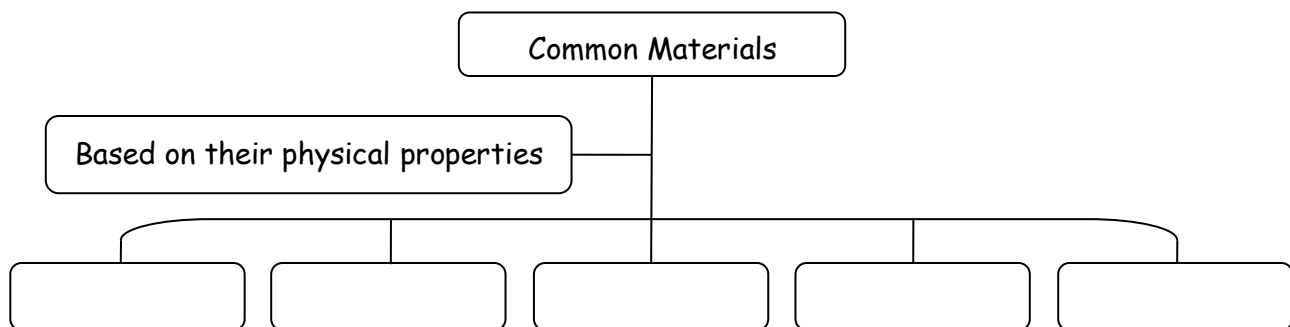 Common Materials
Based on their physical properties